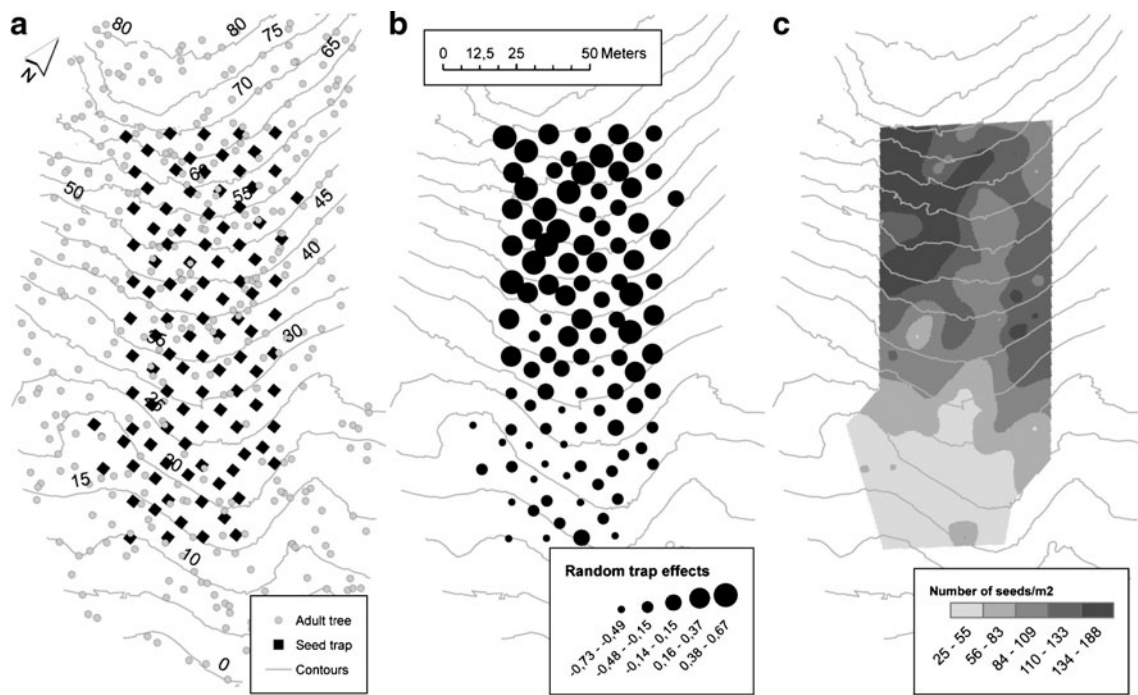 a
N
80
80
75
65
70
60
55
50
45
40
35
30
25
20
15
10
0
Adult tree
Seed trap
Contours
b
0 12,5 25 50 Meters
Random trap effects
-0,73 - -0,49
-0,48 - -0,15
-0,14 - 0,15
0,16 - 0,37
0,38 - 0,67
c
Number of seeds/m2
25 - 55
56 - 83
84 - 109
110 - 133
134 - 188